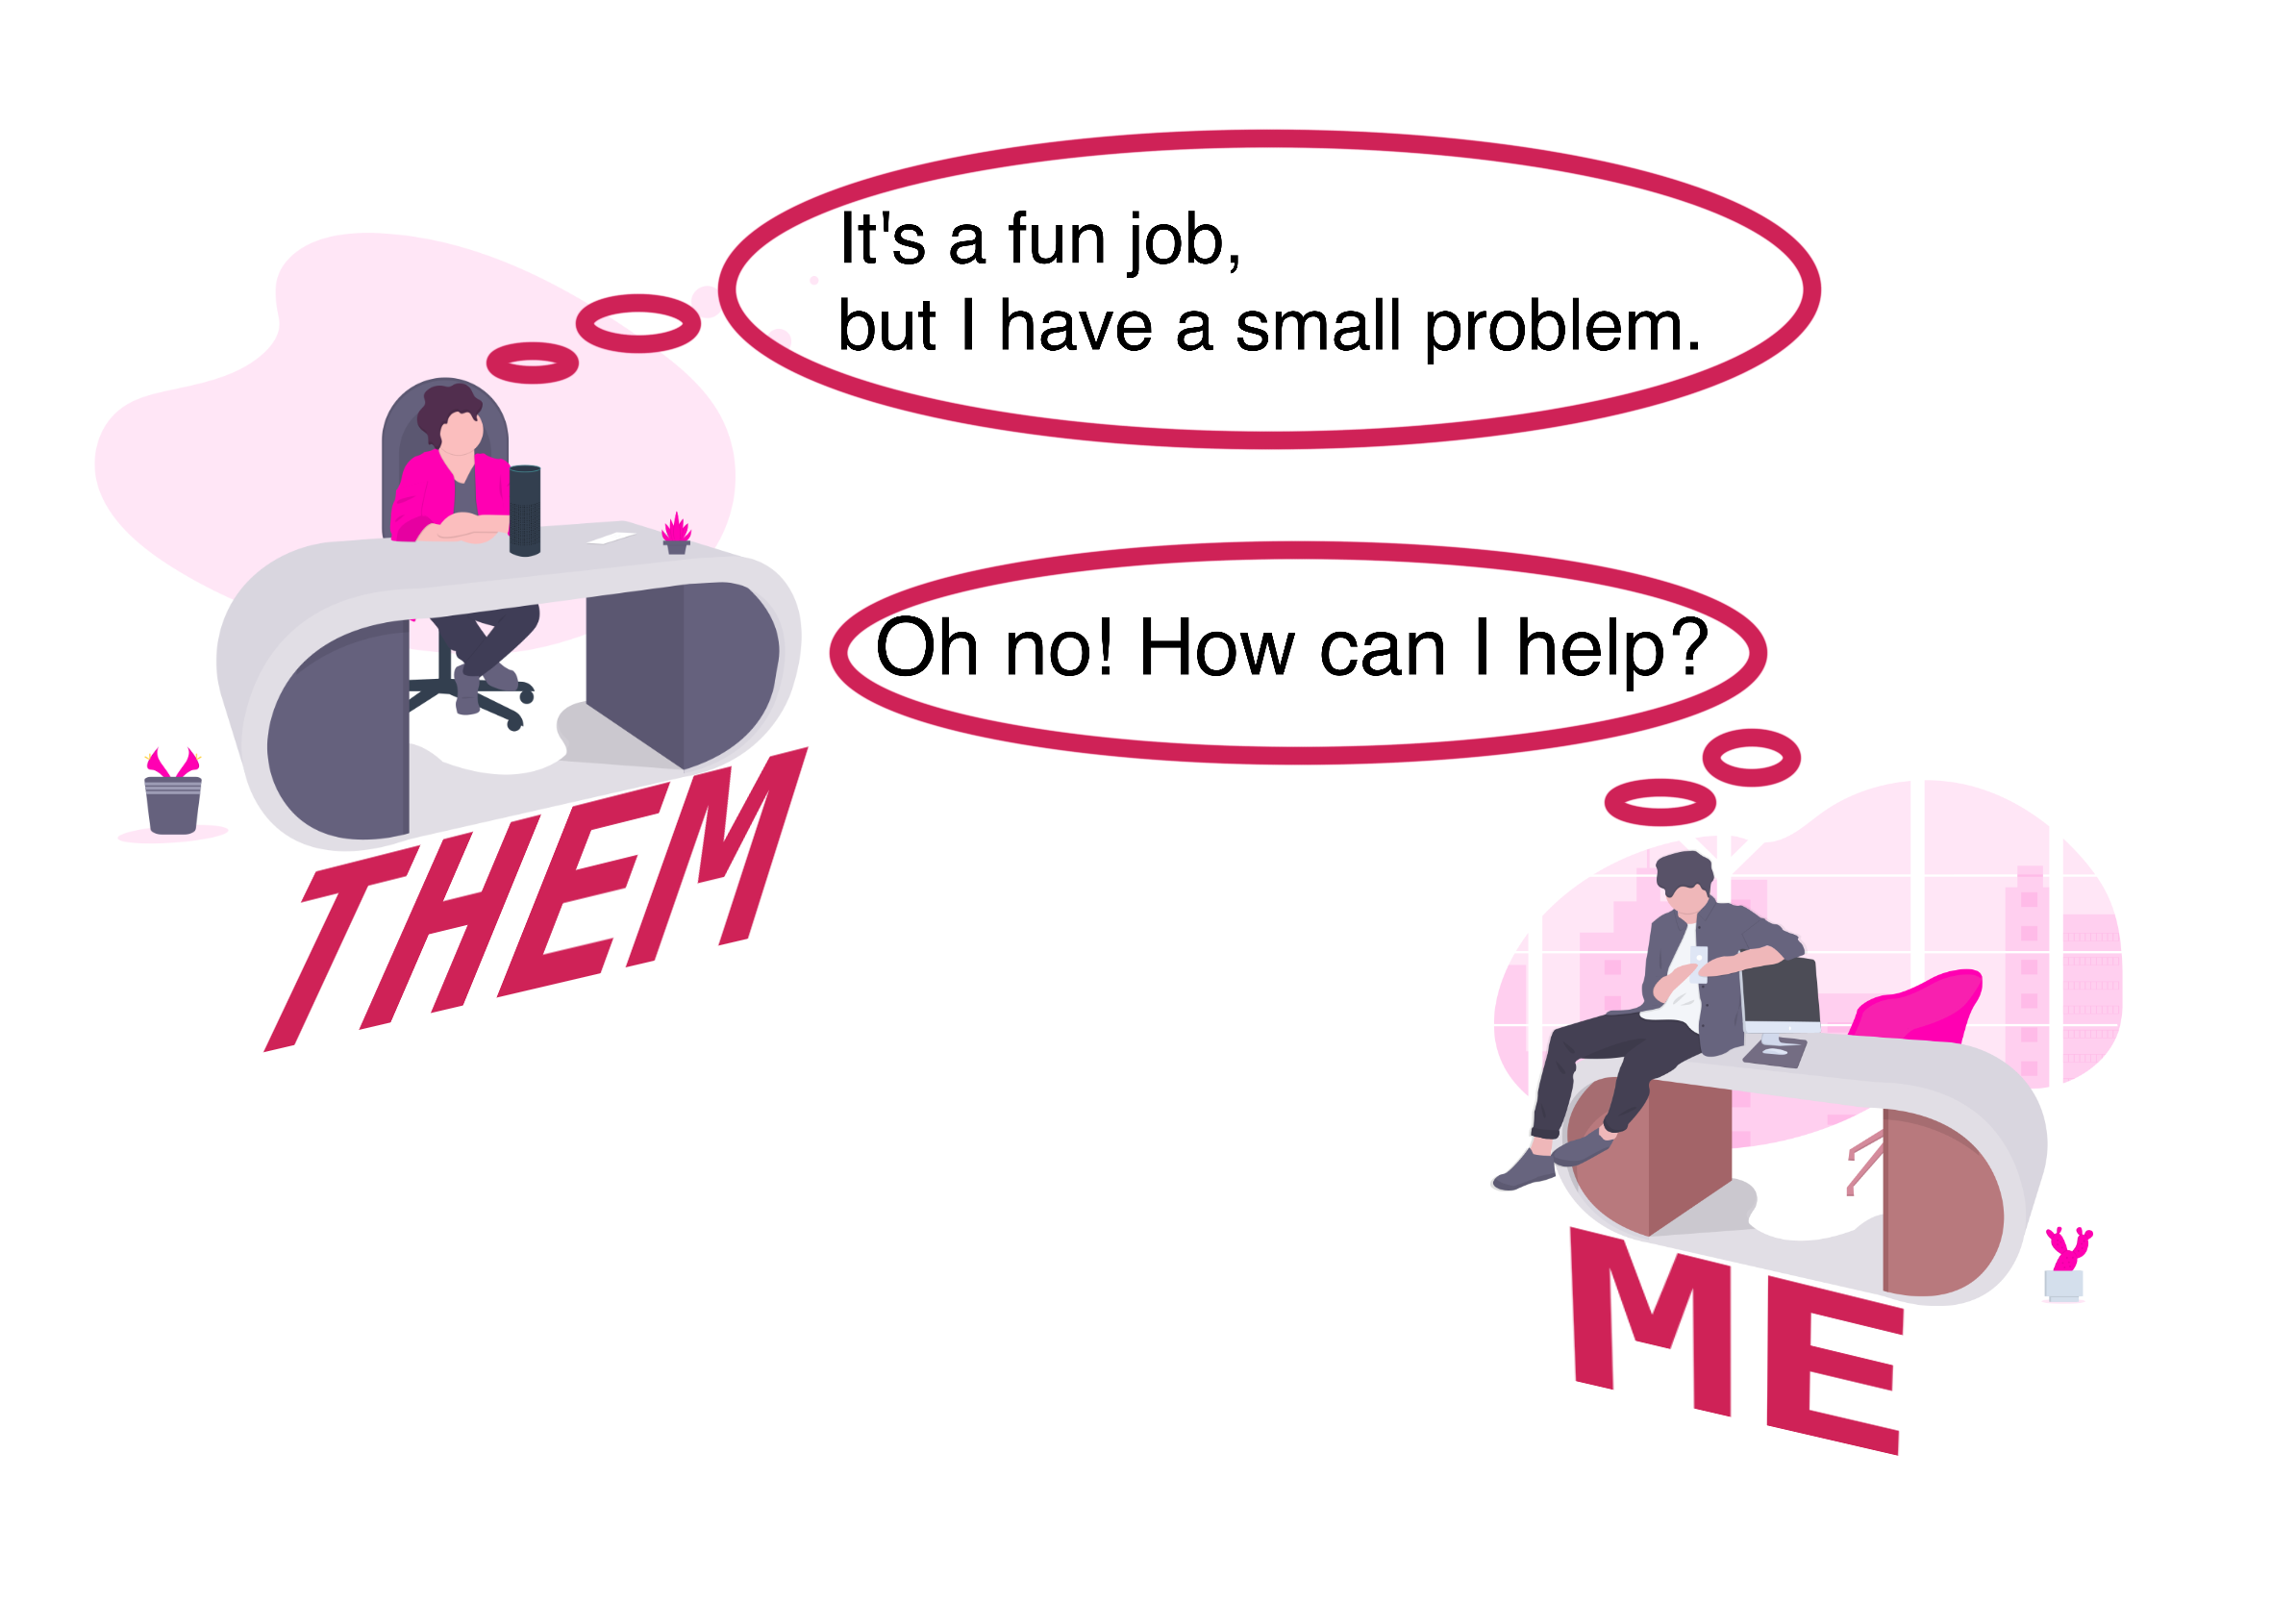 It's a fun job,
but I have a small problem.
Oh no! How can I help?
THEM
ME